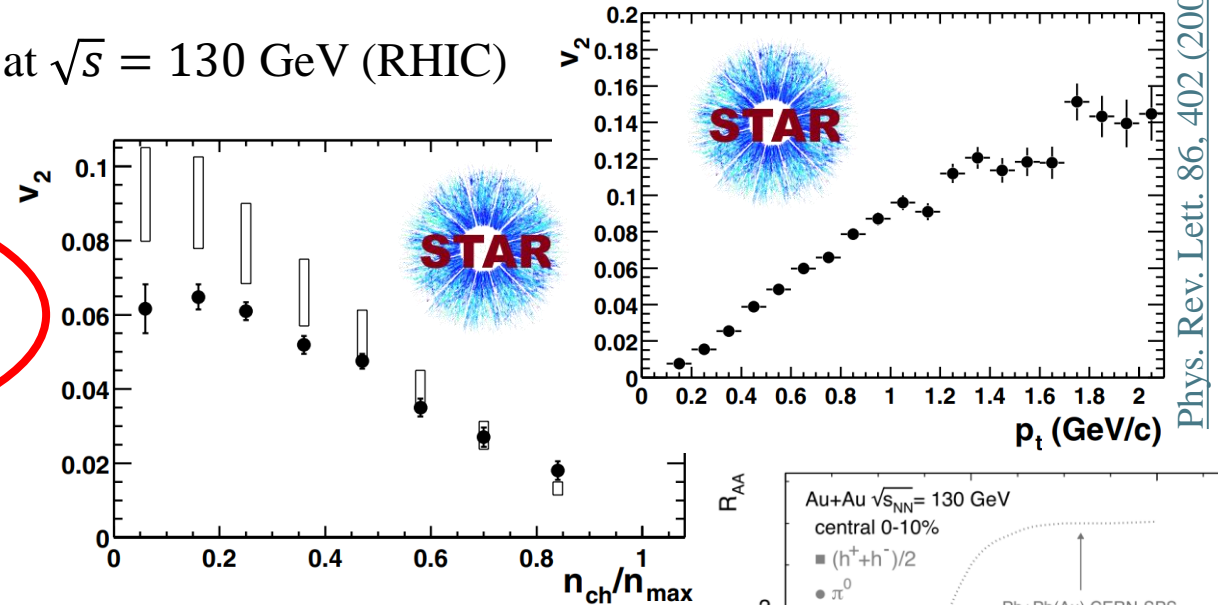 at √s = 130 GeV (RHIC)
v2
0.1
0.08
0.06
0.04
0.02
0
0 0.2 0.4 0.6 0.8 1
nch/nmax
STAR
v2
0.2
0.18
0.16
0.14
0.12
0.1
0.08
0.06
0.04
0.02
0
0 0.2 0.4 0.6 0.8 1 1.2 1.4 1.6 1.8 2
pt (GeV/c)
STAR
Phys. Rev. Lett. 86, 402 (200
RAA
Au+Au √sNN= 130 GeV
central 0-10%
(h++h-)/2
π0